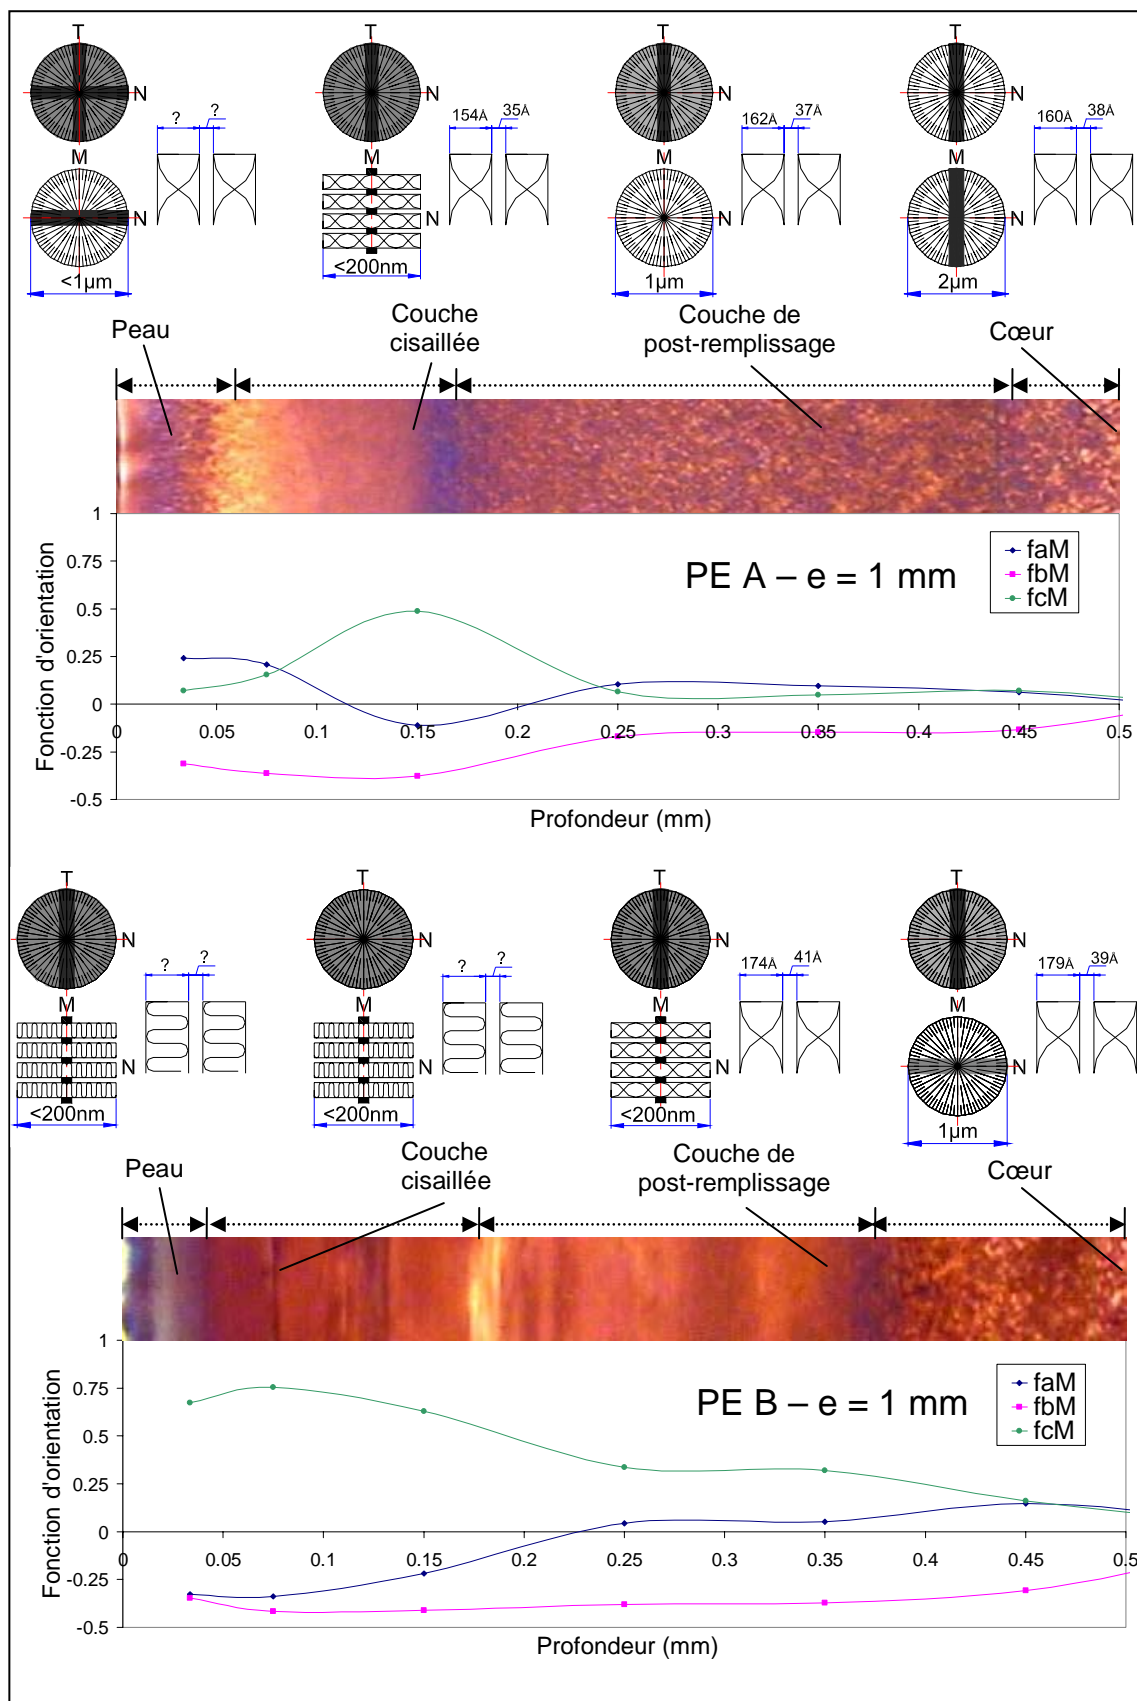 T T T T
N N N N
? ? 154Å 35Å 162Å 37Å 160Å 38Å
M M M M
N N N N
<1µm <200nm 1µm 2µm
Peau
Couche
cisaillée
Couche de
post-remplissage
Cœur
1
0.75
0.5
0.25
0
-0.25
-0.5
Fonction d'orientation
PE A – e = 1 mm
faM
fbM
fcM
0 0.05 0.1 0.15 0.2 0.25 0.3 0.35 0.4 0.45 0.5
Profondeur (mm)
T T T T
N N N N
? ? ? ? 174Å 41Å 179Å 39Å
M M M M
N N N N
<200nm <200nm <200nm 1µm
Peau
Couche
cisaillée
Couche de
post-remplissage
Cœur
1
0.75
0.5
0.25
0
-0.25
-0.5
Fonction d'orientation
PE B – e = 1 mm
faM
fbM
fcM
0 0.05 0.1 0.15 0.2 0.25 0.3 0.35 0.4 0.45 0.5
Profondeur (mm)